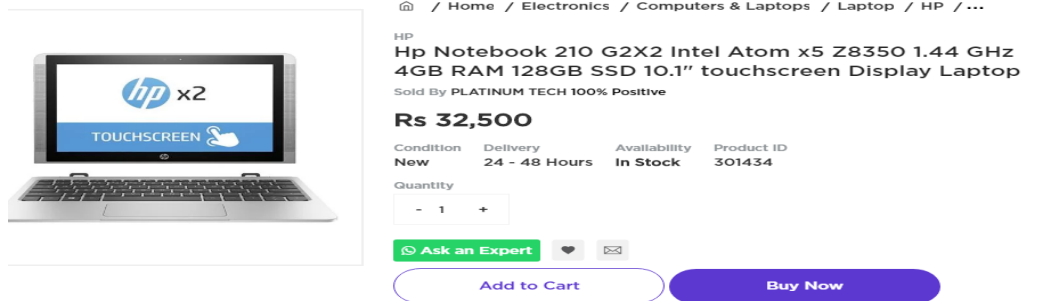 / Home / Electronics / Computers & Laptops / Laptop / HP / ...
HP
Hp Notebook 210 G2X2 Intel Atom x5 Z8350 1.44 GHz
4GB RAM 128GB SSD 10.1" touchscreen Display Laptop
Sold By PLATINUM TECH 100% Positive
Rs 32,500
Condition Delivery Availability Product ID
New 24 - 48 Hours In Stock 301434
Quantity
- 1 +
Ask an Expert
Add to Cart Buy Now
hp x2
TOUCHSCREEN
hp